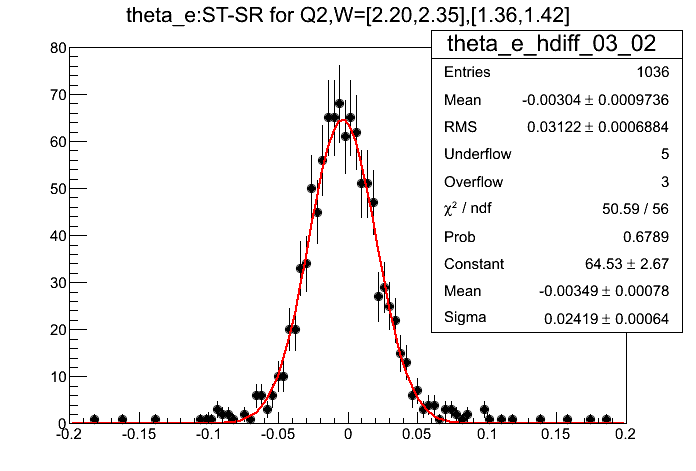 theta_e:ST-SR for Q2,W=[2.20,2.35],[1.36,1.42]
theta_e_hdiff_03_02
Entries 1036
Mean -0.00304 ± 0.0009736
RMS 0.03122 ± 0.0006884
Underflow 5
Overflow 3
χ² / ndf 50.59 / 56
Prob 0.6789
Constant 64.53 ± 2.67
Mean -0.00349 ± 0.00078
Sigma 0.02419 ± 0.00064
80
70
60
50
40
30
20
10
0
-0.2 -0.15 -0.1 -0.05 0 0.05 0.1 0.15 0.2